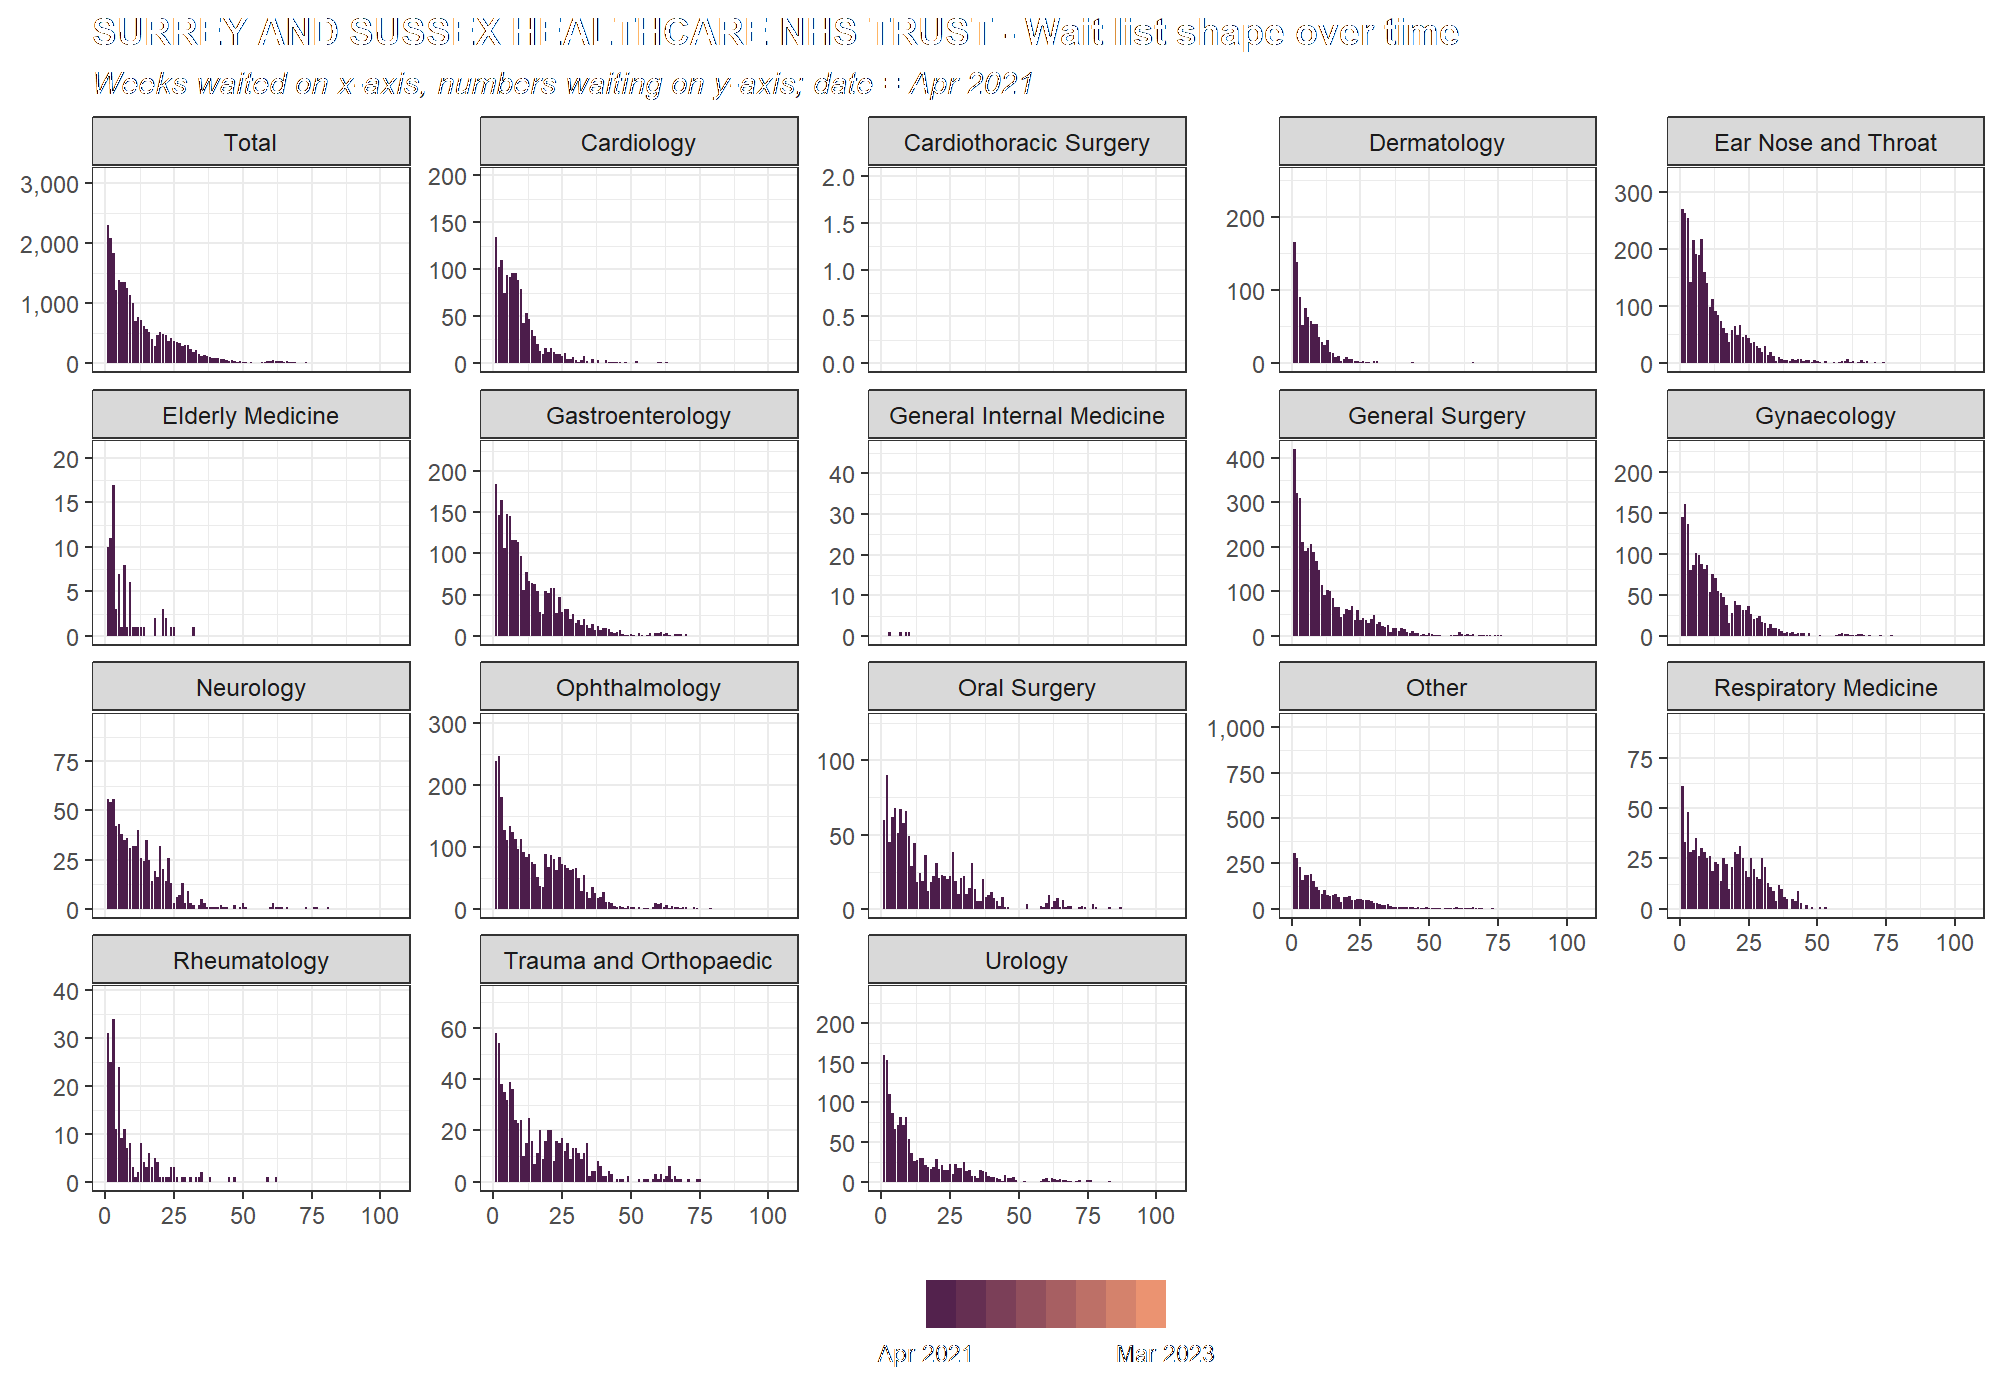 SURREY AND SUSSEX HEALTHCARE NHS TRUST - Wait list shape over time
Weeks waited on x-axis, numbers waiting on y-axis; date = Apr 2021
Total
Cardiology
Cardiothoracic Surgery
Dermatology
Ear Nose and Throat
3,000
2,000
1,000
0
200
150
100
50
0
2.0
1.5
1.0
0.5
0.0
200
100
0
300
200
100
0
Elderly Medicine
Gastroenterology
General Internal Medicine
General Surgery
Gynaecology
20
15
10
5
0
200
150
100
50
0
40
30
20
10
0
400
300
200
100
0
200
150
100
50
0
Neurology
Ophthalmology
Oral Surgery
Other
Respiratory Medicine
75
50
25
0
300
200
100
0
100
50
0
1,000
750
500
250
0
75
50
25
0
0 25 50 75 100
0 25 50 75 100
Rheumatology
Trauma and Orthopaedic
Urology
40
30
20
10
0
60
40
20
0
200
150
100
50
0
0 25 50 75 100
0 25 50 75 100
0 25 50 75 100
Apr 2021
Mar 2023